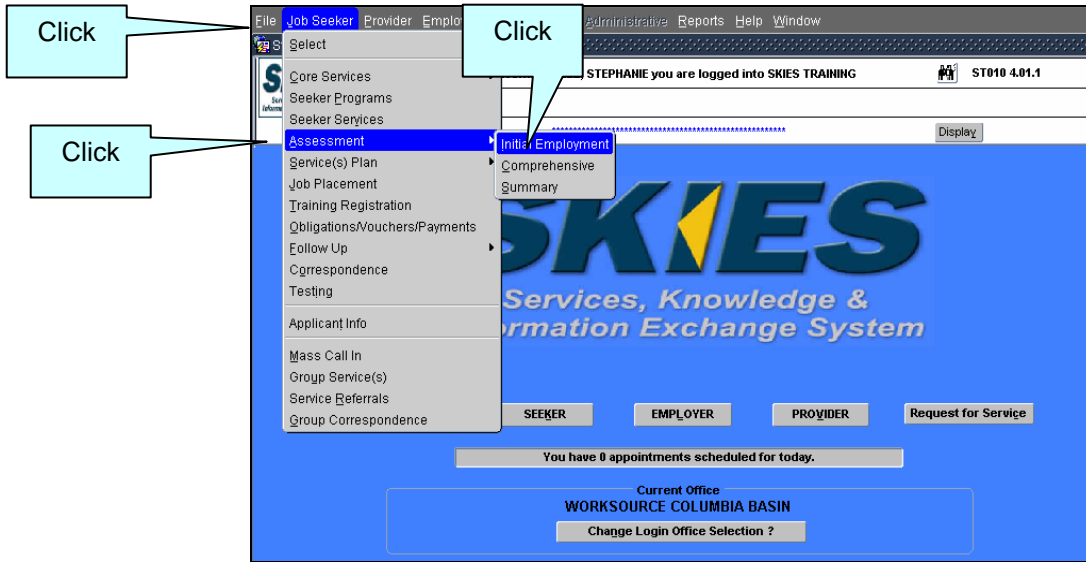 File Job Seeker Provider Emplo Administrative Reports Help Window
Click
Click
Click
Select
Core Services
Seeker Programs
Seeker Services
Assessment
Service(s) Plan
Job Placement
Training Registration
Obligations/Vouchers/Payments
Follow Up
Correspondence
Testing
Applicant Info
Mass Call In
Group Service(s)
Service Referrals
Group Correspondence
Initial Employment
Comprehensive
Summary
, STEPHANIE you are logged into SKIES TRAINING
ST010 4.01.1
Display
SKIES
Services, Knowledge &
rmation Exchange System
SEEKER EMPLOYER PROVIDER Request for Service
You have 0 appointments scheduled for today.
Current Office
WORKSOURCE COLUMBIA BASIN
Change Login Office Selection ?